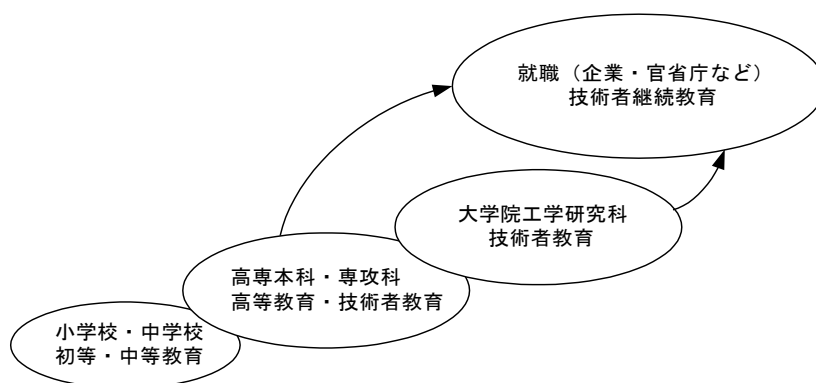 就職（企業・官省庁など）
技術者継続教育
大学院工学研究科
技術者教育
高専本科・専攻科
高等教育・技術者教育
小学校・中学校
初等・中等教育